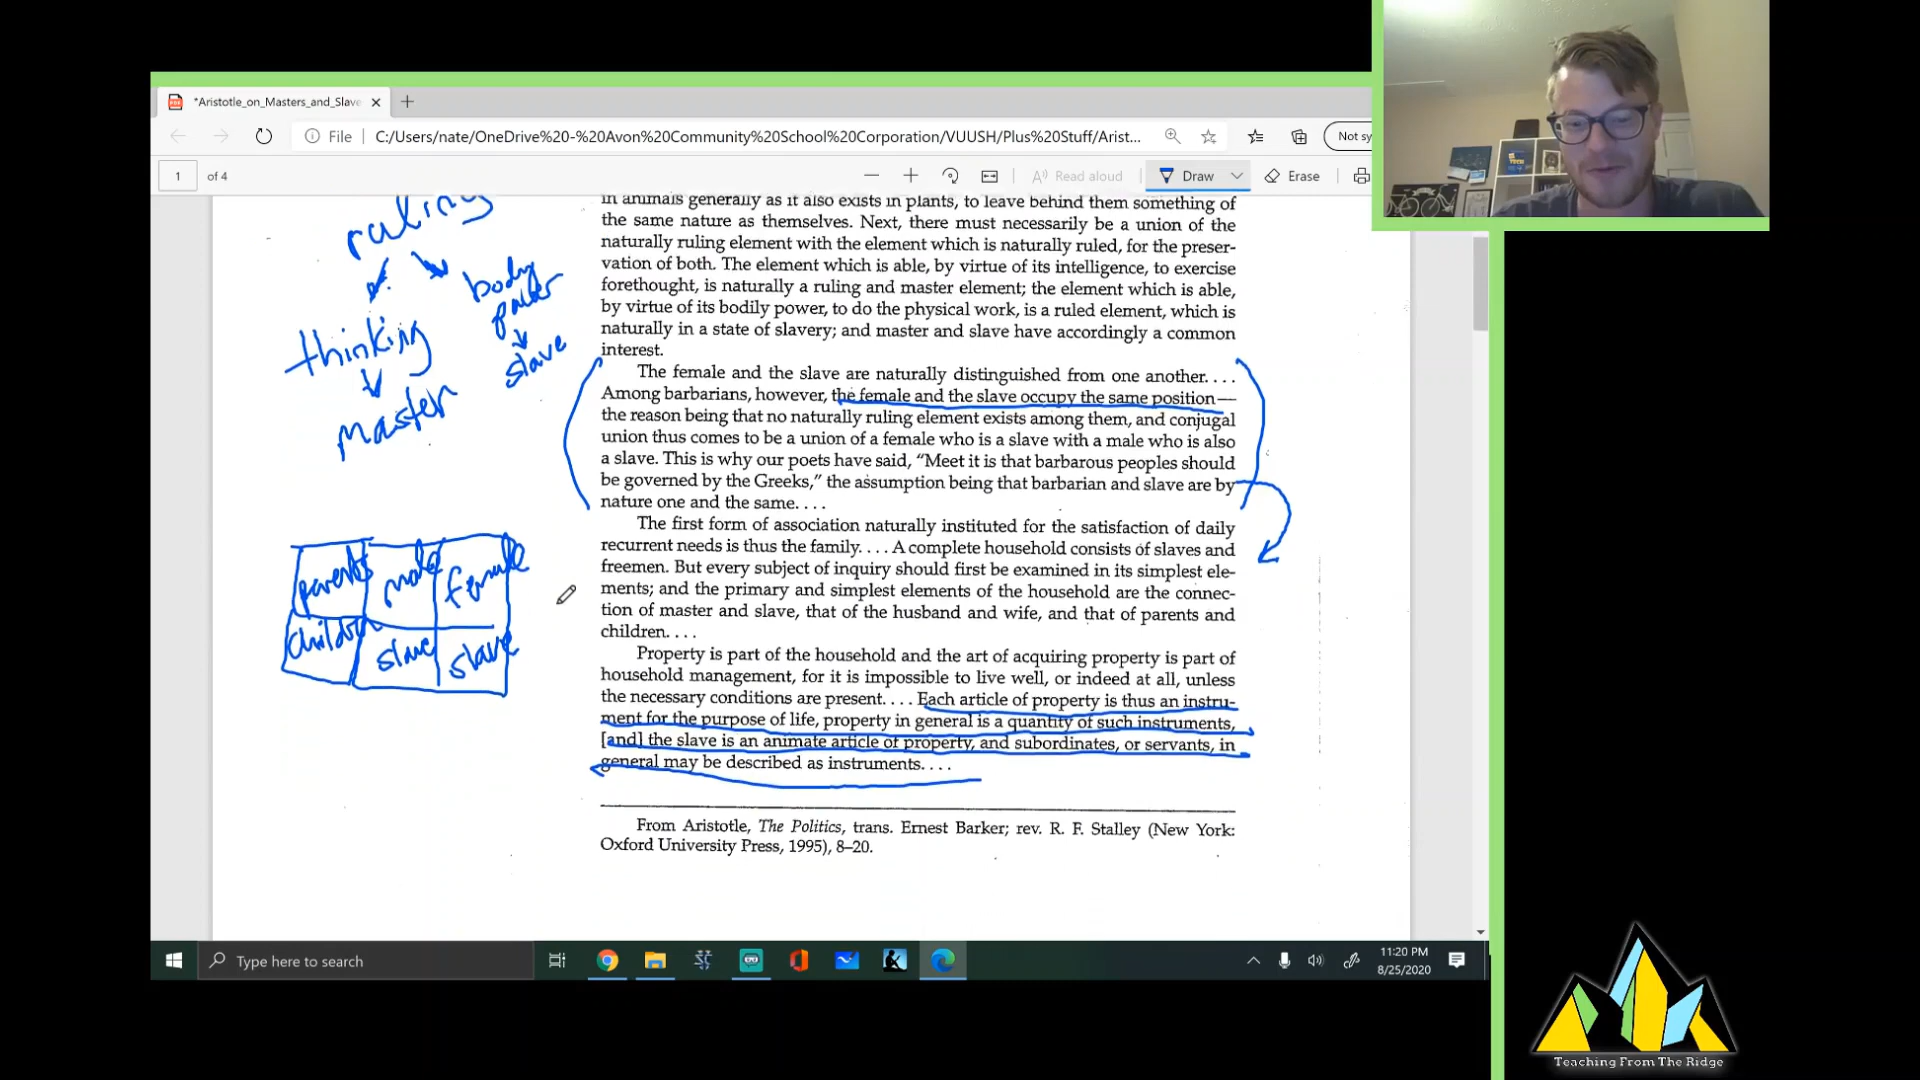 *Aristotle_on_Masters_and_Slave
File
C:/Users/nate/OneDrive%20-%20Avon%20Community%20School%20Corporation/VUUSH/Plus%20Stuff/Arist...
Not sy
1
of 4
Read aloud
Draw
Erase
ruling
body
power
slave
thinking
master
in animals generally as it also exists in plants, to leave behind them something of
the same nature as themselves. Next, there must necessarily be a union of the
naturally ruling element with the element which is naturally ruled, for the preser-
vation of both. The element which is able, by virtue of its intelligence, to exercise
forethought, is naturally a ruling and master element; the element which is able,
by virtue of its bodily power, to do the physical work, is a ruled element, which is
naturally in a state of slavery; and master and slave have accordingly a common
interest.
The female and the slave are naturally distinguished from one another. . . .
Among barbarians, however, the female and the slave occupy the same position—
the reason being that no naturally ruling element exists among them, and conjugal
union thus comes to be a union of a female who is a slave with a male who is also
a slave. This is why our poets have said, “Meet it is that barbarous peoples should
be governed by the Greeks,” the assumption being that barbarian and slave are by
nature one and the same. . . .
The first form of association naturally instituted for the satisfaction of daily
recurrent needs is thus the family. . . . A complete household consists of slaves and
freemen. But every subject of inquiry should first be examined in its simplest ele-
ments; and the primary and simplest elements of the household are the connec-
tion of master and slave, that of the husband and wife, and that of parents and
children. . . .
Property is part of the household and the art of acquiring property is part of
household management, for it is impossible to live well, or indeed at all, unless
the necessary conditions are present. . . . Each article of property is thus an instru-
ment for the purpose of life, property in general is a quantity of such instruments,
[and] the slave is an animate article of property, and subordinates, or servants, in
general may be described as instruments. . . .
parents male female
children slave slave
From Aristotle, The Politics, trans. Ernest Barker; rev. R. F. Stalley (New York:
Oxford University Press, 1995), 8–20.
Type here to search
11:20 PM
8/25/2020
Teaching From The Ridge